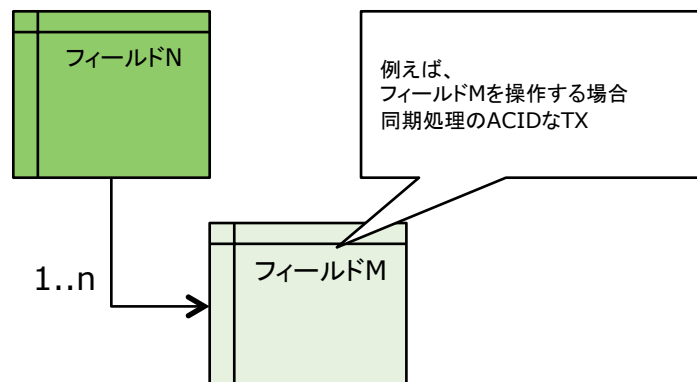 フィールドN
例えば、
フィールドMを操作する場合
同期処理のACIDなTX
1..n
フィールドM